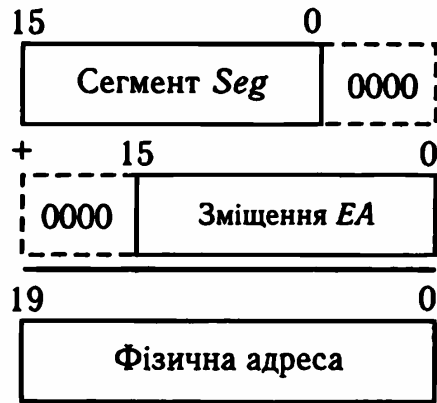 15 0
Сегмент Seg 0000
+ 15 0
0000 Зміщення EA
19 0
Фізична адреса